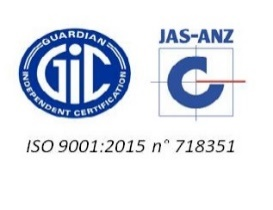 GUARDIAN
GIC
INDEPENDENT CERTIFICATION
JAS-ANZ
C
ISO 9001:2015 n° 718351